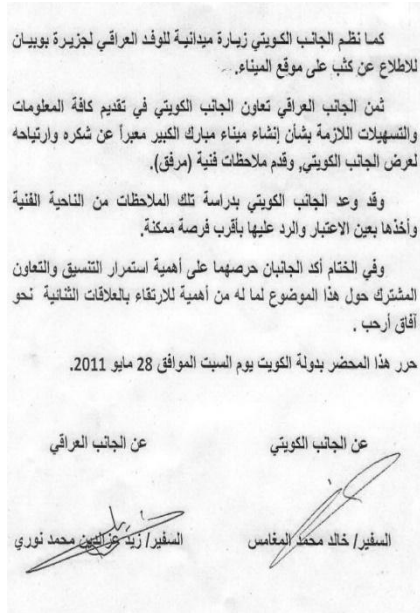 كما نظم الجانب الكويتي زيارة ميدانية للوفد العراقي لجزيرة بوبيان
للاطلاع عن كثب على موقع الميناء.
ثمن الجانب العراقي تعاون الجانب الكويتي في تقديم كافة المعلومات
والتسهيلات اللازمة بشأن إنشاء ميناء مبارك الكبير معبراً عن شكره وارتياحه
لعرض الجانب الكويتي, وقدم ملاحظات فنية (مرفق).
وقد وعد الجانب الكويتي بدراسة تلك الملاحظات من الناحية الفنية
وأخذها بعين الاعتبار والرد عليها بأقرب فرصة ممكنة.
وفي الختام أكد الجانبان حرصهما على أهمية استمرار التنسيق والتعاون
المشترك حول هذا الموضوع لما له من أهمية للارتقاء بالعلاقات الثنائية نحو
آفاق أرحب .
حرر هذا المحضر بدولة الكويت يوم السبت الموافق 28 مايو 2011.
عن الجانب الكويتي
عن الجانب العراقي
السفير/ خالد محمد المغامس
السفير/ زيد عزالدين محمد نوري